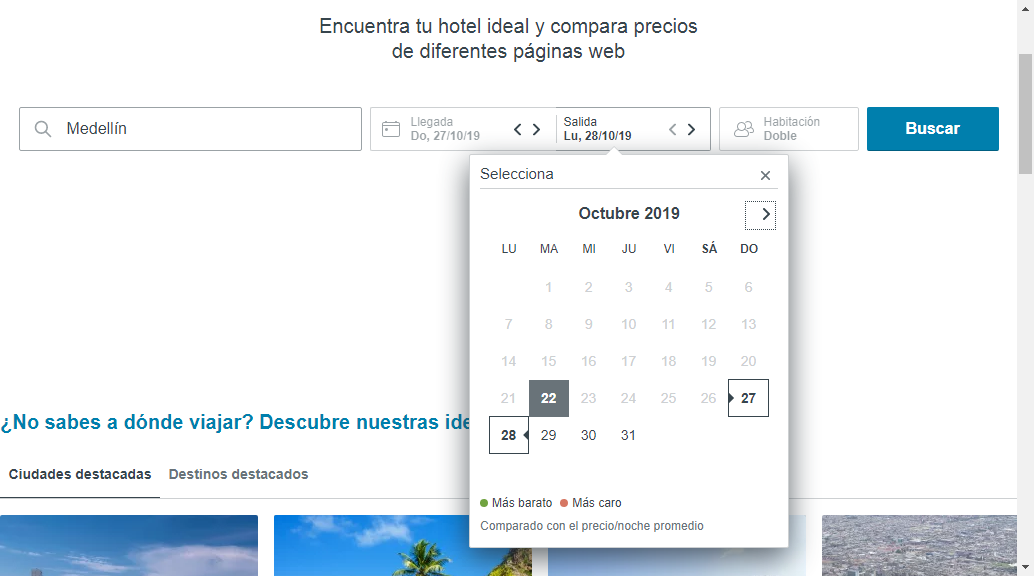 Encuentra tu hotel ideal y compara precios
de diferentes páginas web
Medellín
Llegada
Do, 27/10/19
Salida
Lu, 28/10/19
Habitación
Doble
Buscar
Selecciona
Octubre 2019
LU MA MI JU VI SÁ DO
1 2 3 4 5 6
7 8 9 10 11 12 13
14 15 16 17 18 19 20
21 22 23 24 25 26 27
28 29 30 31
Más barato Más caro
Comparado con el precio/noche promedio
¿No sabes a dónde viajar? Descubre nuestras ide
Ciudades destacadas Destinos destacados